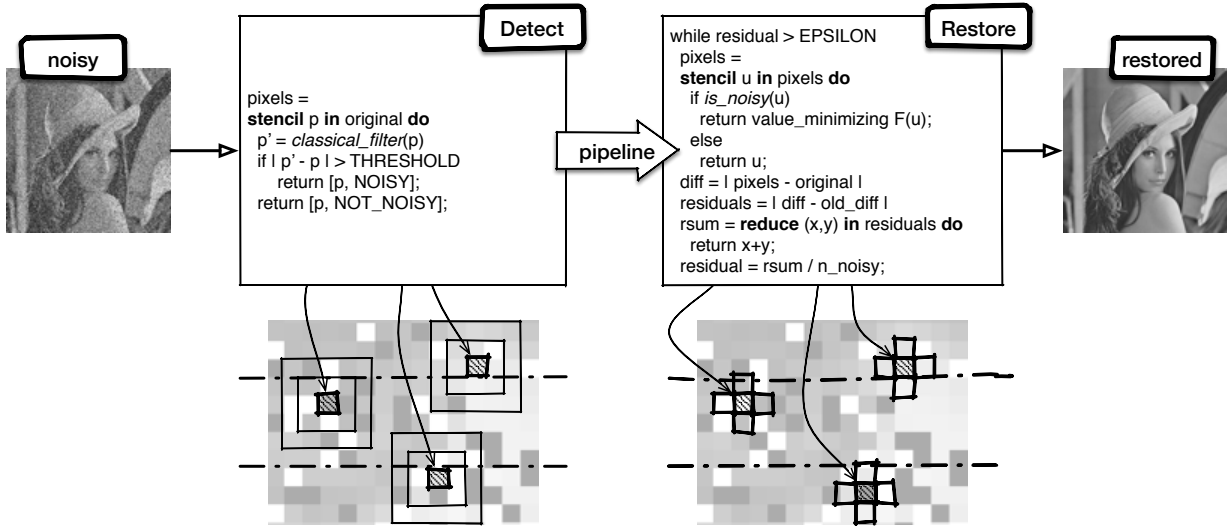 noisy
Detect
pixels =
stencil p in original do
p' = classical_filter(p)
if | p' - p | > THRESHOLD
return [p, NOISY];
return [p, NOT_NOISY];
pipeline
Restore
while residual > EPSILON
pixels =
stencil u in pixels do
if is_noisy(u)
return value_minimizing F(u);
else
return u;
diff = | pixels - original |
residuals = | diff - old_diff |
rsum = reduce (x,y) in residuals do
return x+y;
residual = rsum / n_noisy;
restored